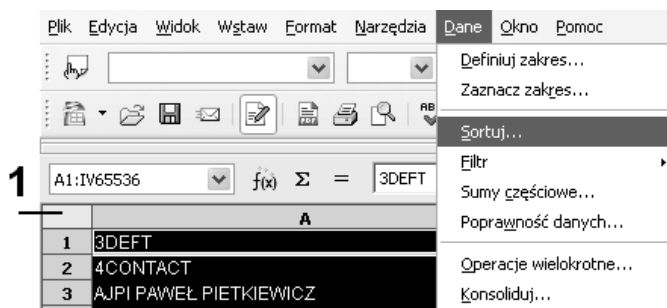 Plik Edycja Widok Wstaw Format Narzędzia Dane Okno Pomoc
Definiuj zakres...
Zaznacz zakres...
Sortuj...
Filtr
Sumy częściowe...
Poprawność danych...
Operacje wielokrotne...
Konsoliduj...
1
A1:IV65536 f(x) Σ = 3DEFT
A
1 3DEFT
2 4CONTACT
3 AJPI PAWEŁ PIETKIEWICZ